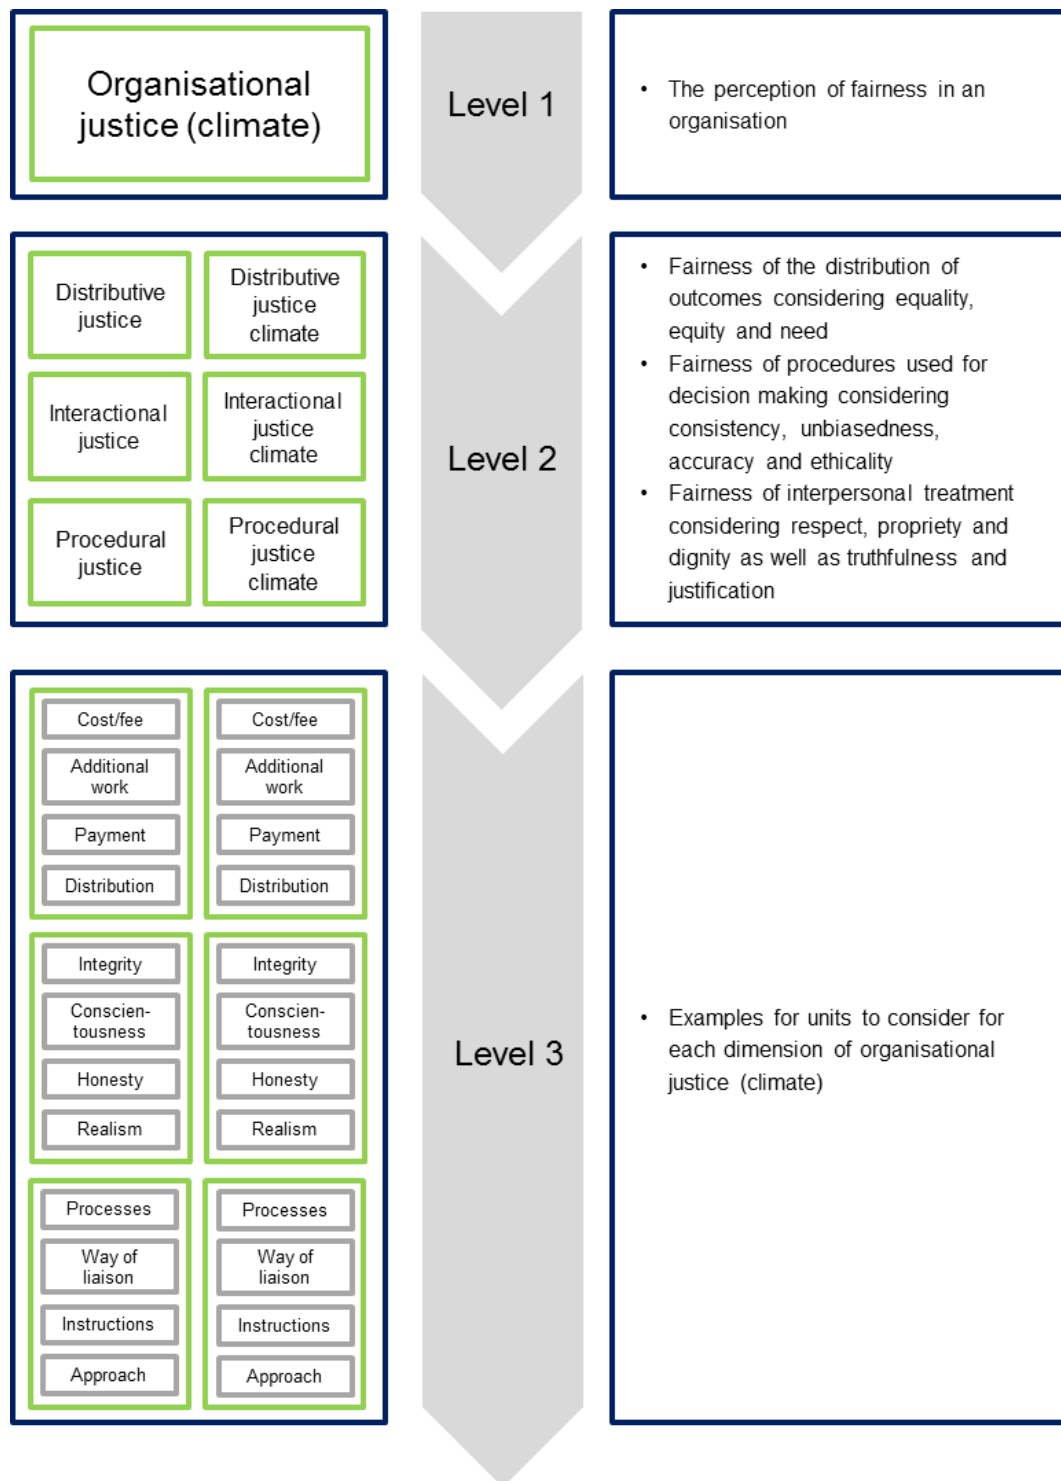 Organisational
justice (climate)
Level 1
• The perception of fairness in an
organisation
Distributive
justice
Distributive
justice
climate
Interactional
justice
Interactional
justice
climate
Procedural
justice
Procedural
justice
climate
Level 2
• Fairness of the distribution of
outcomes considering equality,
equity and need
• Fairness of procedures used for
decision making considering
consistency, unbiasedness,
accuracy and ethicality
• Fairness of interpersonal treatment
considering respect, propriety and
dignity as well as truthfulness and
justification
Cost/fee
Additional
work
Payment
Distribution
Cost/fee
Additional
work
Payment
Distribution
Integrity
Conscien-
tousness
Honesty
Realism
Integrity
Conscien-
tousness
Honesty
Realism
Processes
Way of
liaison
Instructions
Approach
Processes
Way of
liaison
Instructions
Approach
Level 3
• Examples for units to consider for
each dimension of organisational
justice (climate)